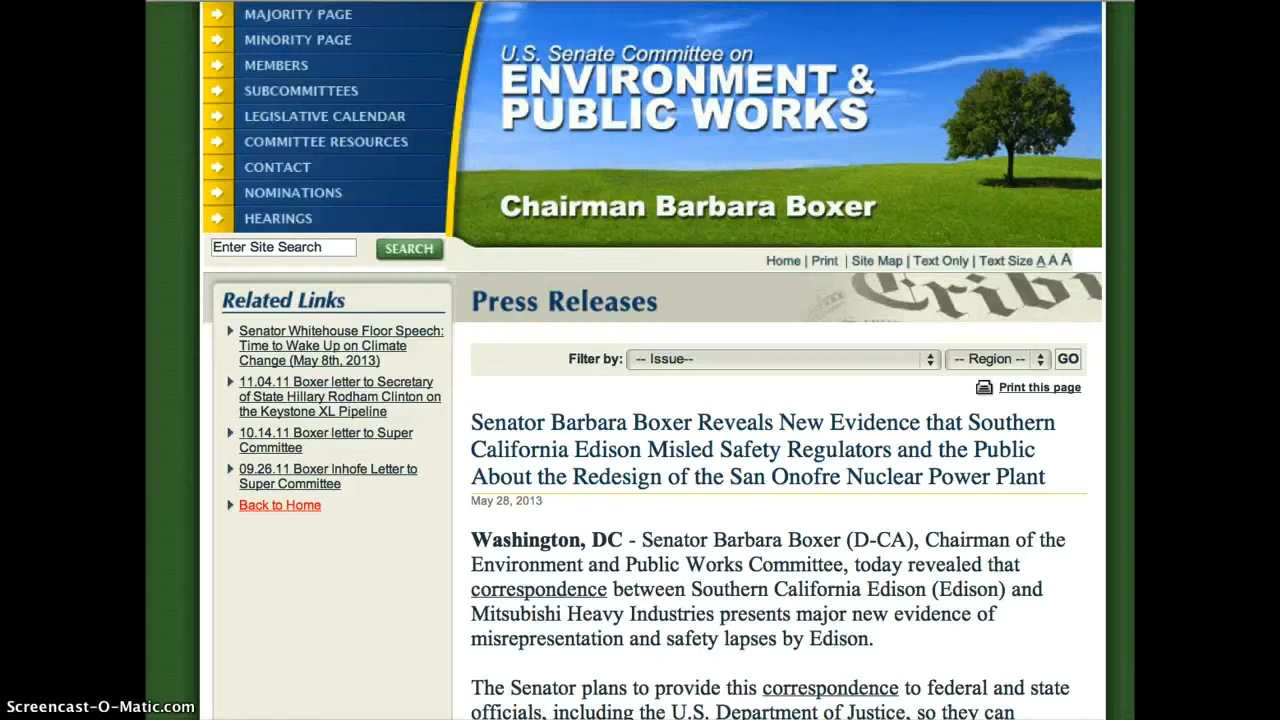 MAJORITY PAGE
MINORITY PAGE
MEMBERS
SUBCOMMITTEES
LEGISLATIVE CALENDAR
COMMITTEE RESOURCES
CONTACT
NOMINATIONS
HEARINGS
Enter Site Search
SEARCH
U.S. Senate Committee on
ENVIRONMENT &
PUBLIC WORKS
Chairman Barbara Boxer
Home | Print | Site Map | Text Only | Text Size A A A
Related Links
Senator Whitehouse Floor Speech:
Time to Wake Up on Climate
Change (May 8th, 2013)
11.04.11 Boxer letter to Secretary
of State Hillary Rodham Clinton on
the Keystone XL Pipeline
10.14.11 Boxer letter to Super
Committee
09.26.11 Boxer Inhofe Letter to
Super Committee
Back to Home
Press Releases
Filter by: -- Issue-- -- Region -- GO
Print this page
Senator Barbara Boxer Reveals New Evidence that Southern
California Edison Misled Safety Regulators and the Public
About the Redesign of the San Onofre Nuclear Power Plant
May 28, 2013
Washington, DC - Senator Barbara Boxer (D-CA), Chairman of the
Environment and Public Works Committee, today revealed that
correspondence between Southern California Edison (Edison) and
Mitsubishi Heavy Industries presents major new evidence of
misrepresentation and safety lapses by Edison.
The Senator plans to provide this correspondence to federal and state
officials, including the U.S. Department of Justice, so they can
Screencast-O-Matic.com